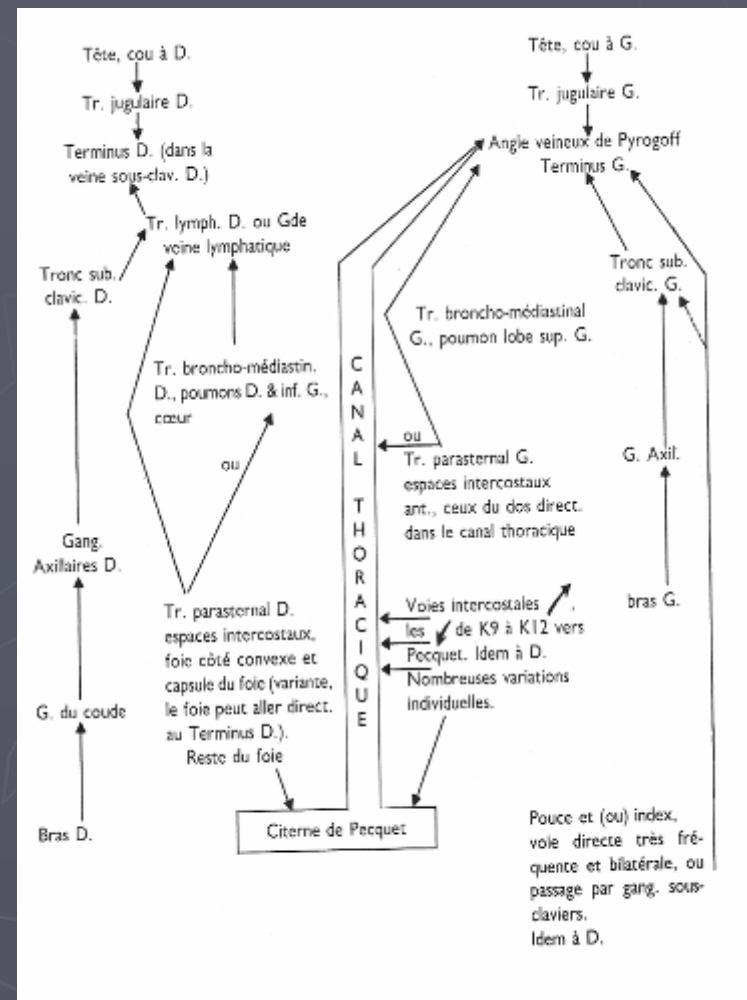 Tête, cou à D.
Tr. jugulaire D.
Terminus D. (dans la
veine sous-clav. D.)
Tr. lymph. D. ou Gde
veine lymphatique
Tronc sub.
clavic. D.
Tr. broncho-médiastin.
D., poumons D. & inf. G.,
cœur
ou
Gang.
Axillaires D.
Tr. parasternal D.
espaces intercostaux,
foie côté convexe et
capsule du foie (variante,
le foie peut aller direct.
au Terminus D.).
Reste du foie
G. du coude
Bras D.
Citerne de Pecquet
CANAL THORACIQUE
Tête, cou à G.
Tr. jugulaire G.
Angle veineux de Pyrogoff
Terminus G.
Tronc sub.
clavic. G.
Tr. broncho-médiastinal
G., poumon lobe sup. G.
ou
Tr. parasternal G.
espaces intercostaux
ant., ceux du dos direct.
dans le canal thoracique
G. Axil.
bras G.
Voies intercostales ,
les de K9 à K12 vers
Pecquet. Idem à D.
Nombreuses variations
individuelles.
Pouce et (ou) index,
voie directe très fré-
quente et bilatérale, ou
passage par gang. sous-
claviers.
Idem à D.